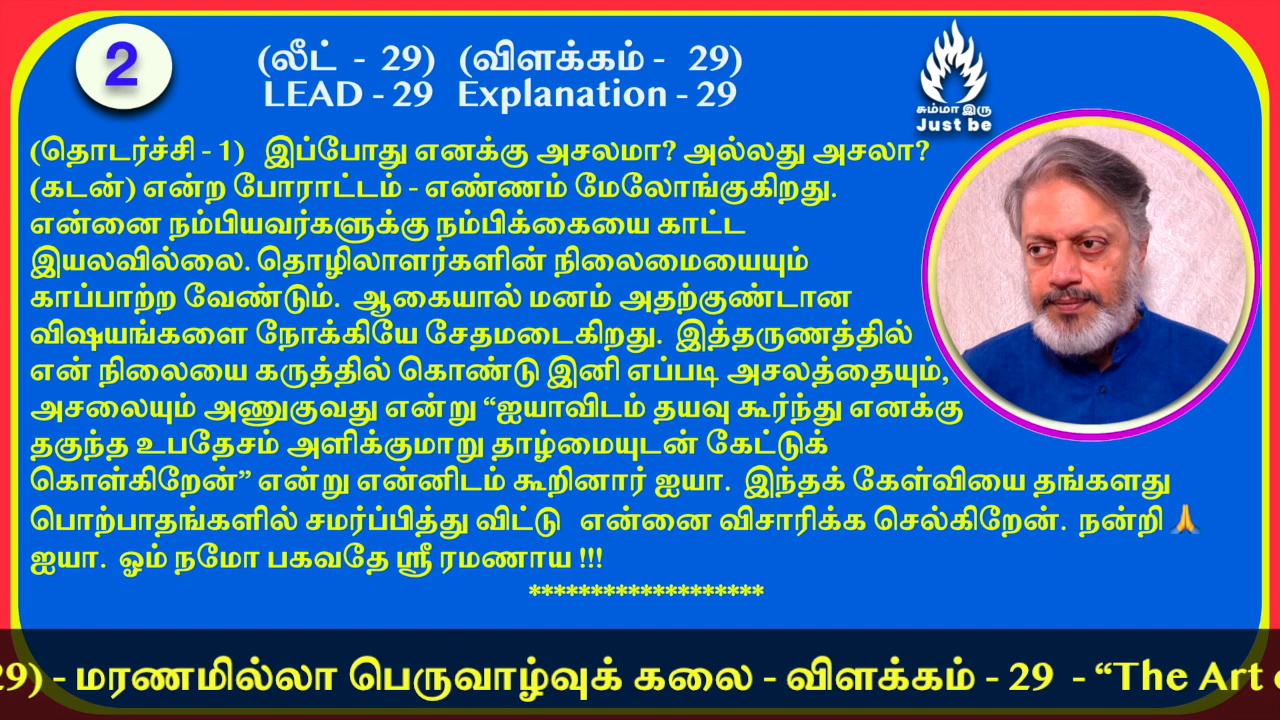 2
(லீட் - 29) (விளக்கம் - 29)
LEAD - 29 Explanation - 29
சும்மா இரு
Just be
(தொடர்ச்சி - 1) இப்போது எனக்கு அசலமா? அல்லது அசலா?
(கடன்) என்ற போராட்டம் - எண்ணம் மேலோங்குகிறது.
என்னை நம்பியவர்களுக்கு நம்பிக்கையை காட்ட
இயலவில்லை. தொழிலாளர்களின் நிலைமையையும்
காப்பாற்ற வேண்டும். ஆகையால் மனம் அதற்குண்டான
விஷயங்களை நோக்கியே சேதமடைகிறது. இத்தருணத்தில்
என் நிலையை கருத்தில் கொண்டு இனி எப்படி அசலத்தையும்,
அசலையும் அணுகுவது என்று “ஐயாவிடம் தயவு கூர்ந்து எனக்கு
தகுந்த உபதேசம் அளிக்குமாறு தாழ்மையுடன் கேட்டுக்
கொள்கிறேன்” என்று என்னிடம் கூறினார் ஐயா. இந்தக் கேள்வியை தங்களது
பொற்பாதங்களில் சமர்ப்பித்து விட்டு என்னை விசாரிக்க செல்கிறேன். நன்றி 🙏
ஐயா. ஓம் நமோ பகவதே ஸ்ரீ ரமணாய !!!
*******************
29) - மரணமில்லா பெருவாழ்வுக் கலை - விளக்கம் - 29 - “The Art